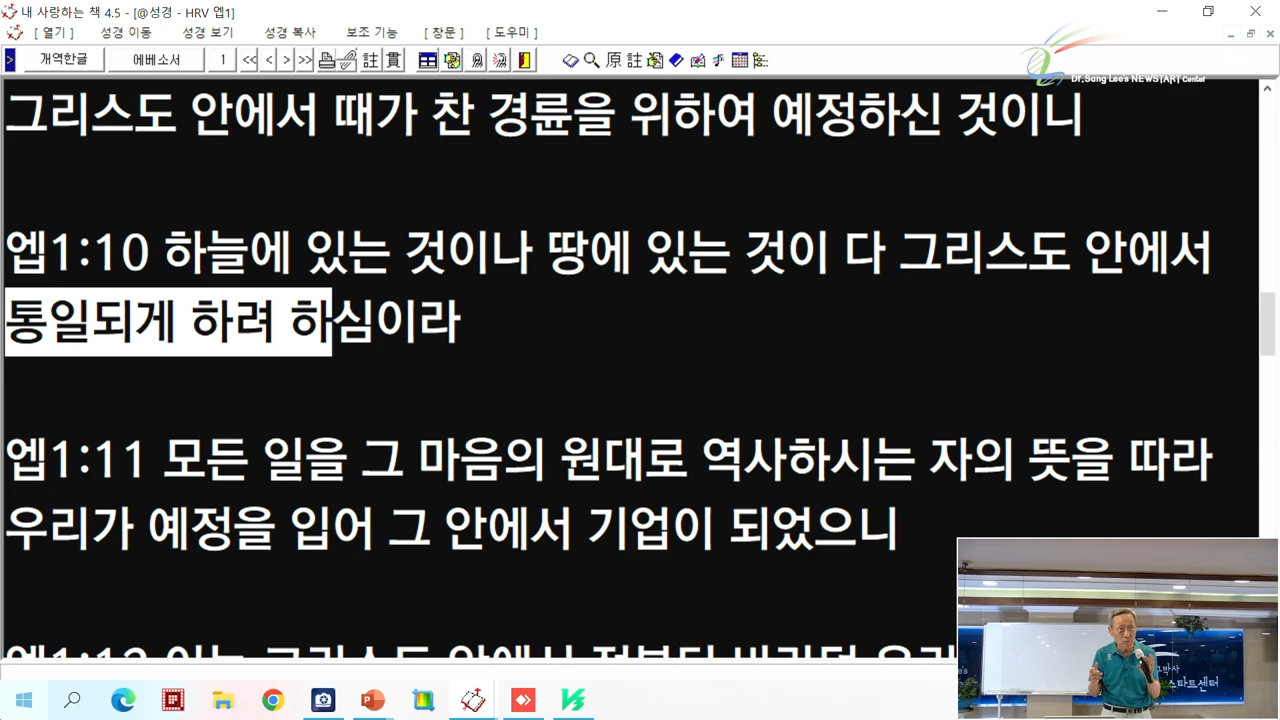 내 사랑하는 책 4.5 - [@성경 - HRV 엡1]
[ 열기 ] 성경 이동 성경 보기 성경 복사 보조 기능 [ 창문 ] [ 도우미 ]
개역한글 에베소서 1 << < > >> 註 貫 原 註
Dr.Sang Lee's NEWSTART Center
그리스도 안에서 때가 찬 경륜을 위하여 예정하신 것이니
엡1:10 하늘에 있는 것이나 땅에 있는 것이 다 그리스도 안에서
통일되게 하려 하심이라
엡1:11 모든 일을 그 마음의 원대로 역사하시는 자의 뜻을 따라
우리가 예정을 입어 그 안에서 기업이 되었으니